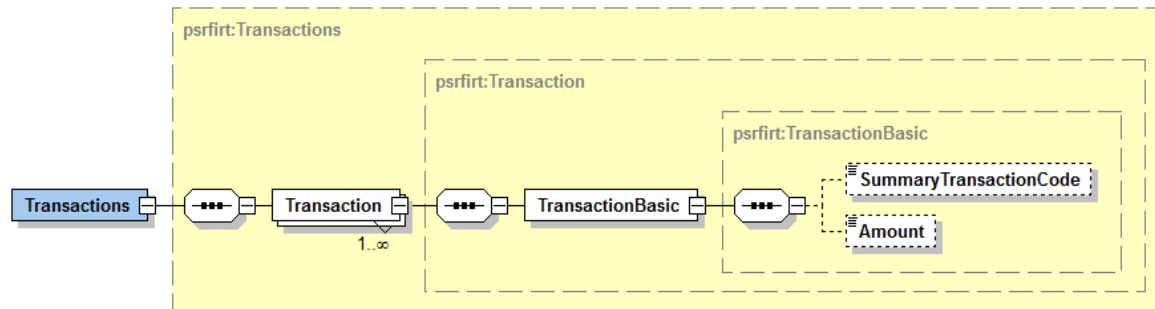 psrfirt:Transactions
psrfirt:Transaction
psrfirt:TransactionBasic
SummaryTransactionCode
Transactions
Transaction
TransactionBasic
Amount
1..∞